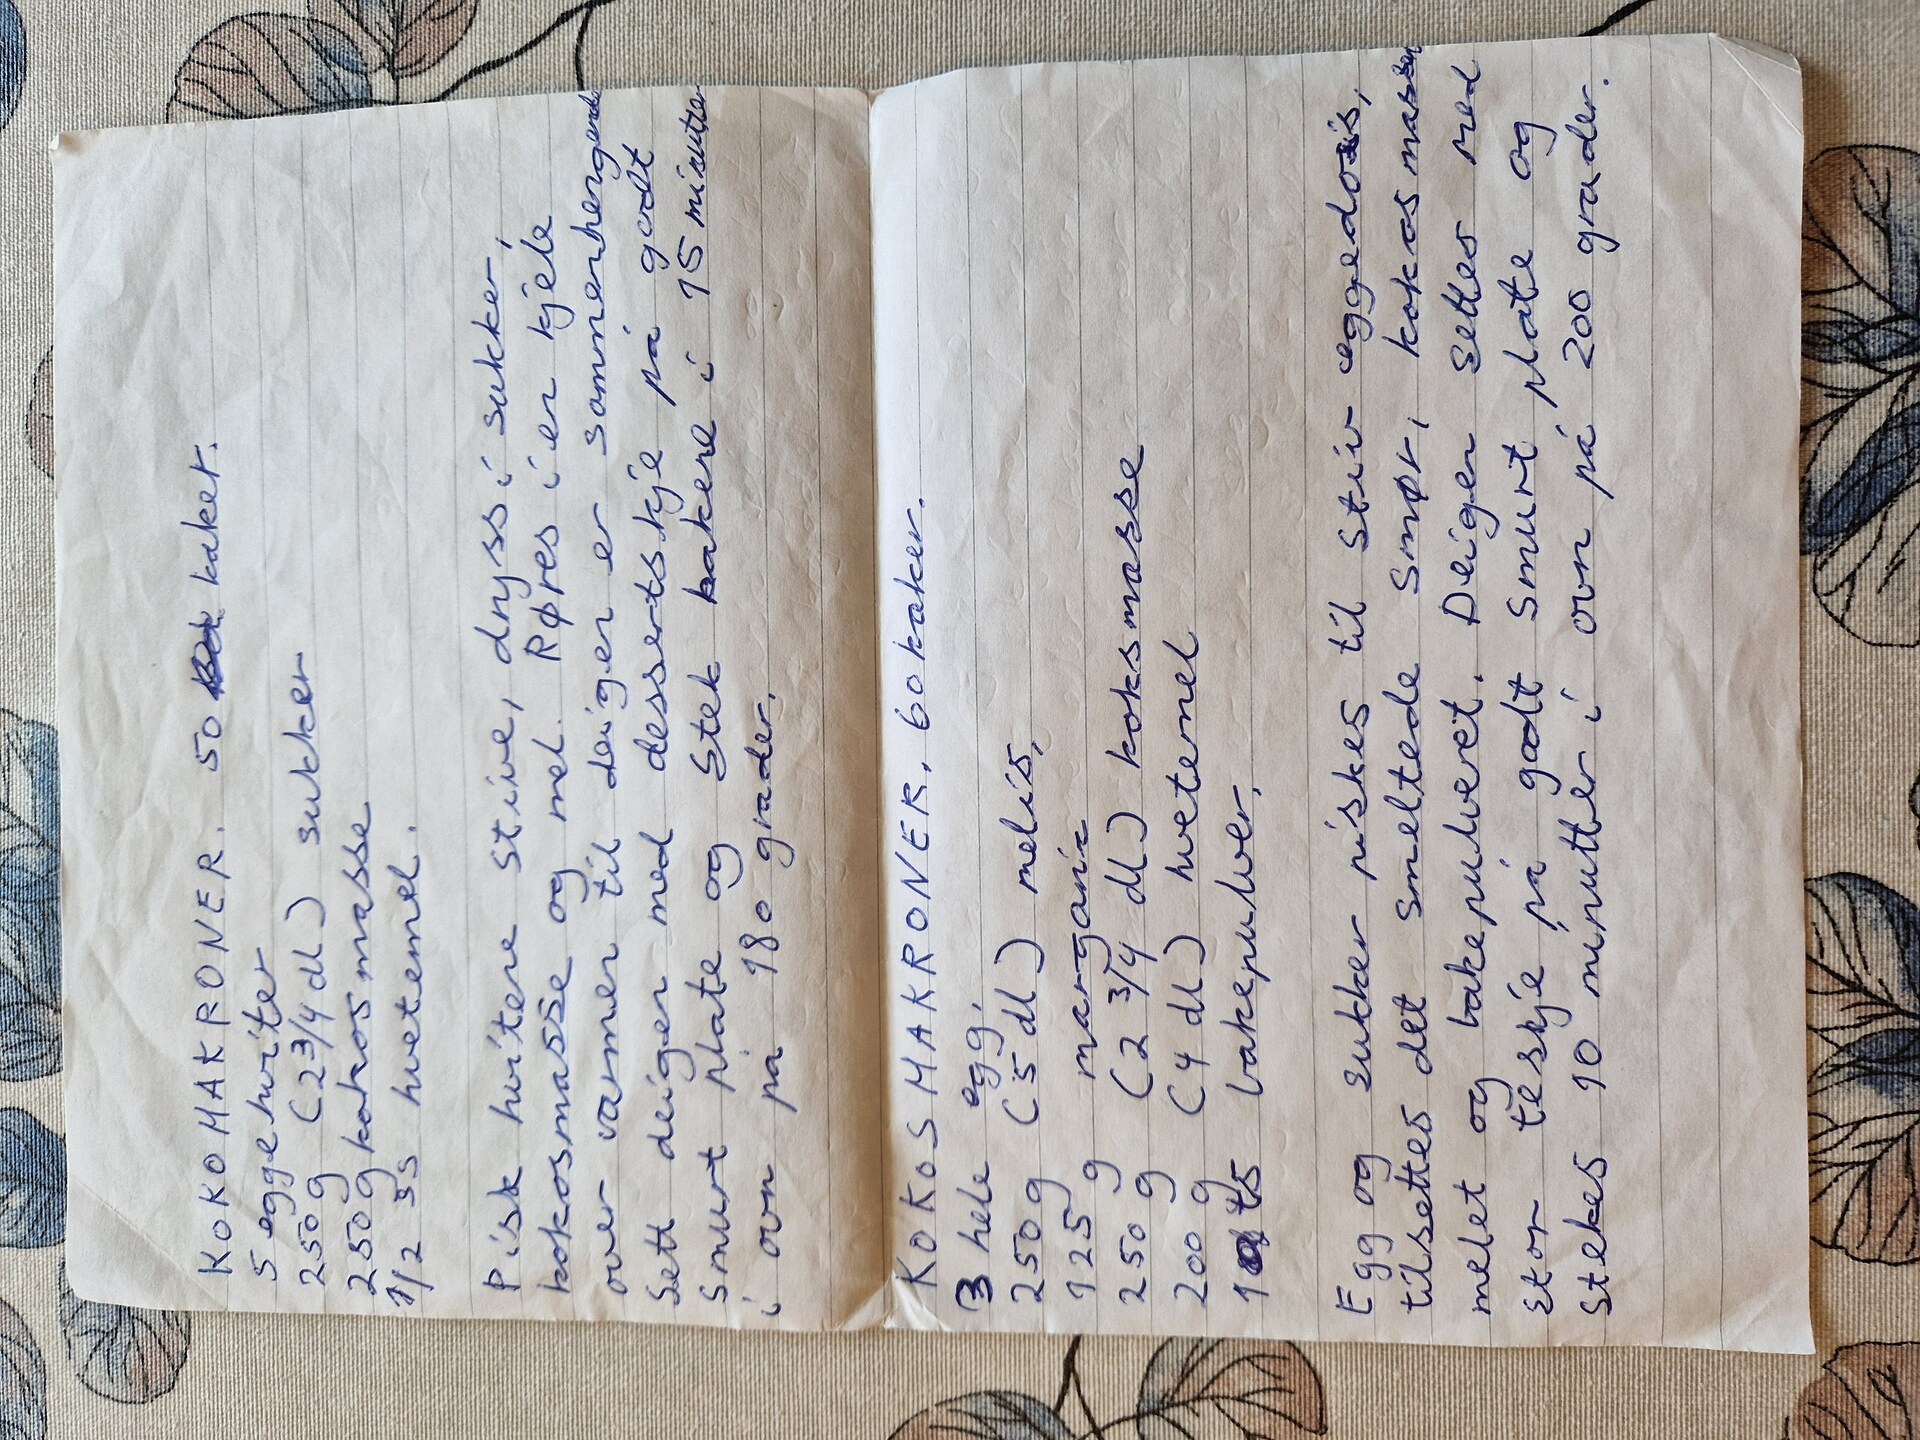 KOKOMAKRONER. 50 kaker.
5 eggehviter
250 g (2 3/4 dl) sukker
250 g kokosmasse
1/2 ss hvetemel.
Pisk hvitene stive, dryss i sukker,
kokosmasse og mel. Røres i en kjele
over varmen til deigen er sammenhengende
Sett deigen med dessertskje på godt
smurt plate og stek kakene i 15 minutter
i ovn på 180 grader.
KOKOSMAKRONER. 60 kaker.
3 hele egg.
250 g (5 dl) melis,
125 g margarin
250 g (2 3/4 dl) koksmasse
200 g (4 dl) hvetemel
1 ts bakepulver.
Egg og sukker piskes til stiv eggedosis,
tilsettes det smeltede smør, kokosmassen
melet og bakepulveret. Deigen settes med
stor teskje på godt smurt plate og
stekes 10 minutter i ovn på 200 grader.